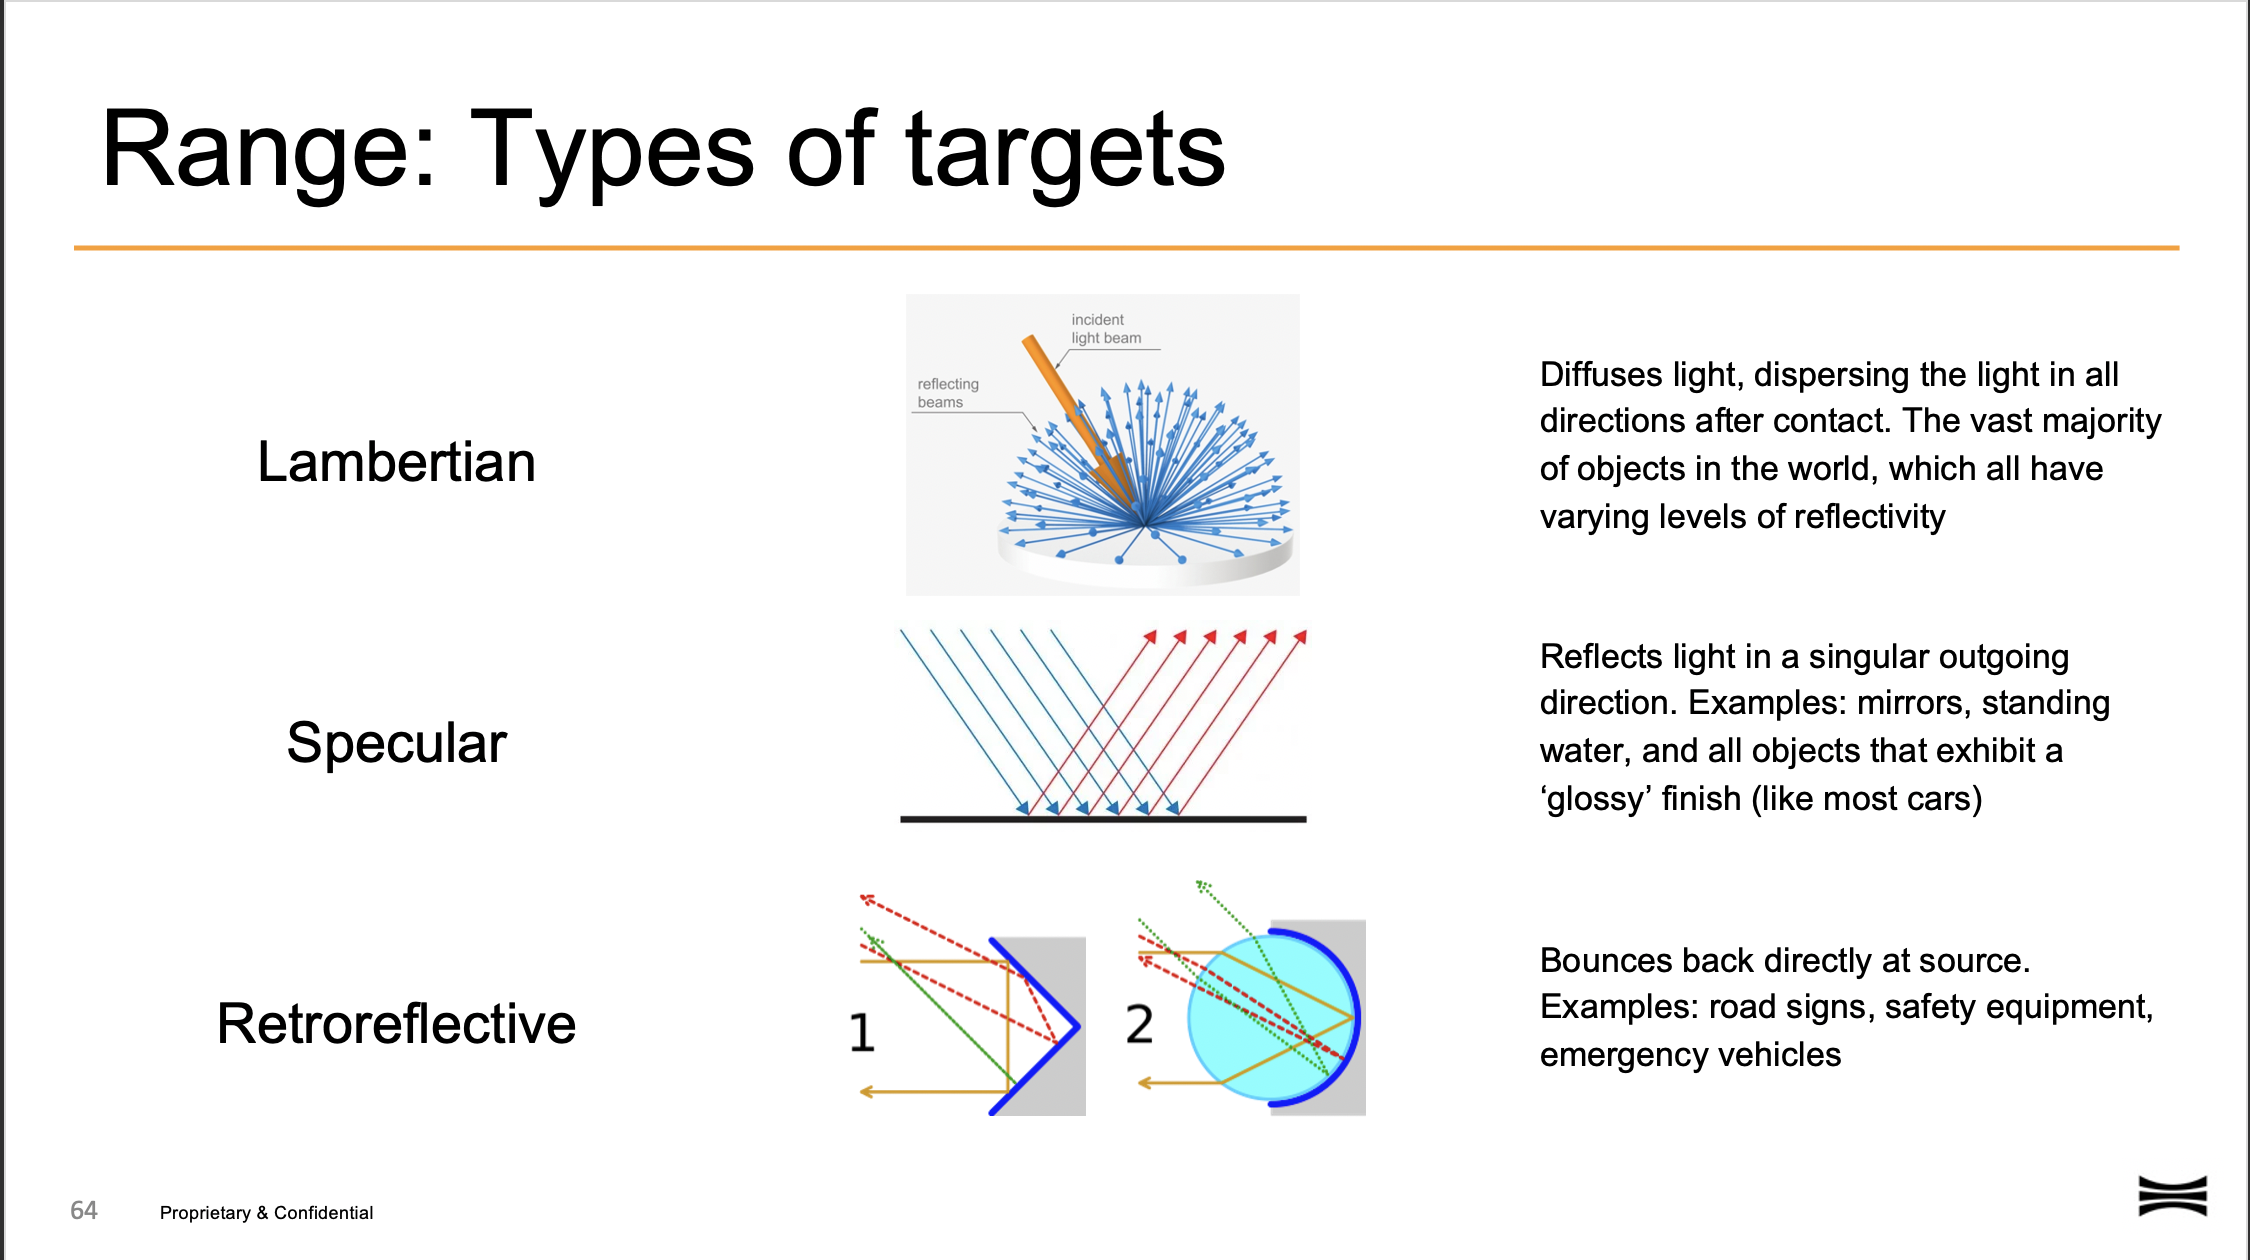 Range: Types of targets
incident
light beam
reflecting
beams
Lambertian
Diffuses light, dispersing the light in all
directions after contact. The vast majority
of objects in the world, which all have
varying levels of reflectivity
Specular
Reflects light in a singular outgoing
direction. Examples: mirrors, standing
water, and all objects that exhibit a
‘glossy’ finish (like most cars)
Retroreflective
1
2
Bounces back directly at source.
Examples: road signs, safety equipment,
emergency vehicles
64
Proprietary & Confidential